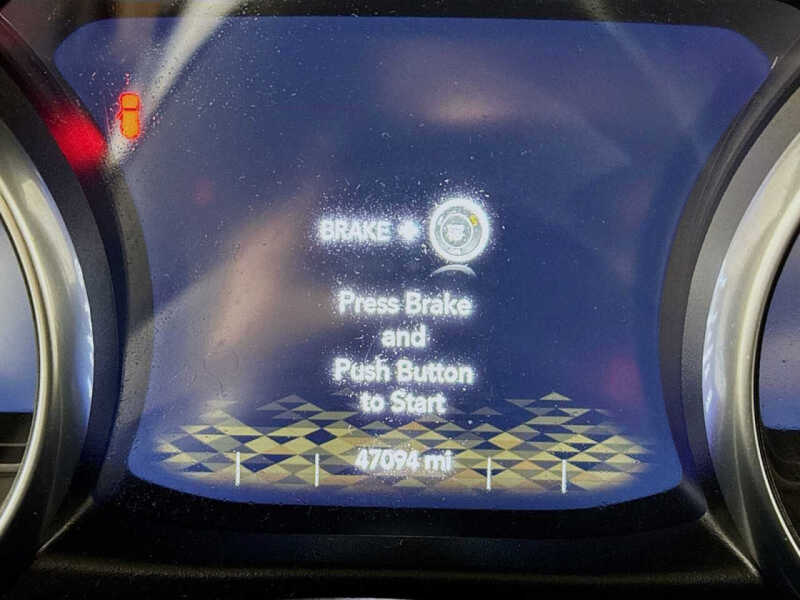 BRAKE +
Press Brake
and
Push Button
to Start
47094 mi